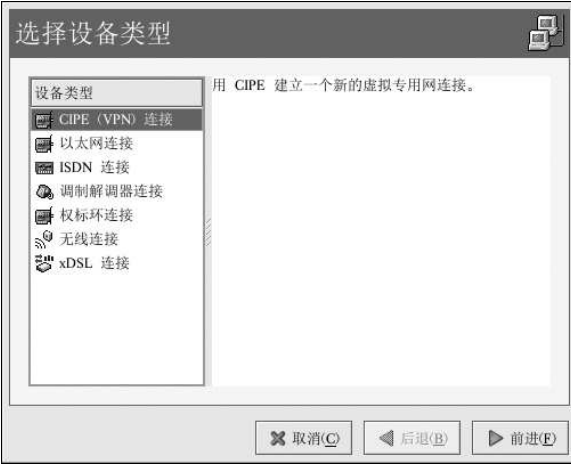 选择设备类型
设备类型
CIPE（VPN）连接
以太网连接
ISDN 连接
调制解调器连接
权标环连接
无线连接
xDSL 连接
用 CIPE 建立一个新的虚拟专用网连接。
取消(C)
后退(B)
前进(F)